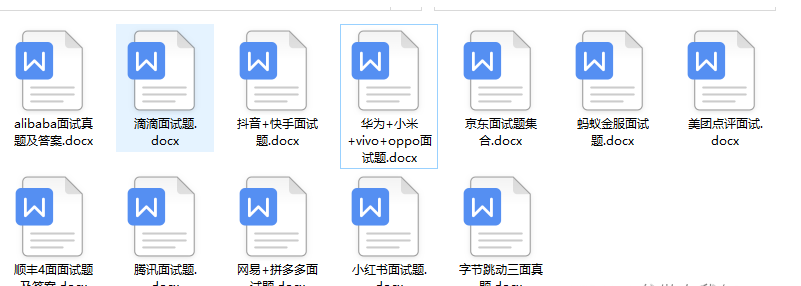 alibaba面试真
题及答案.docx
滴滴面试题.
docx
抖音+快手面试
题.docx
华为+小米
+vivo+oppo面
试题.docx
京东面试题集
合.docx
蚂蚁金服面试
题.docx
美团点评面试.
docx
顺丰4面面试题
及答案.docx
腾讯面试题.
docx
网易+拼多多面
试题.docx
小红书面试题.
docx
字节跳动三面真
题.docx